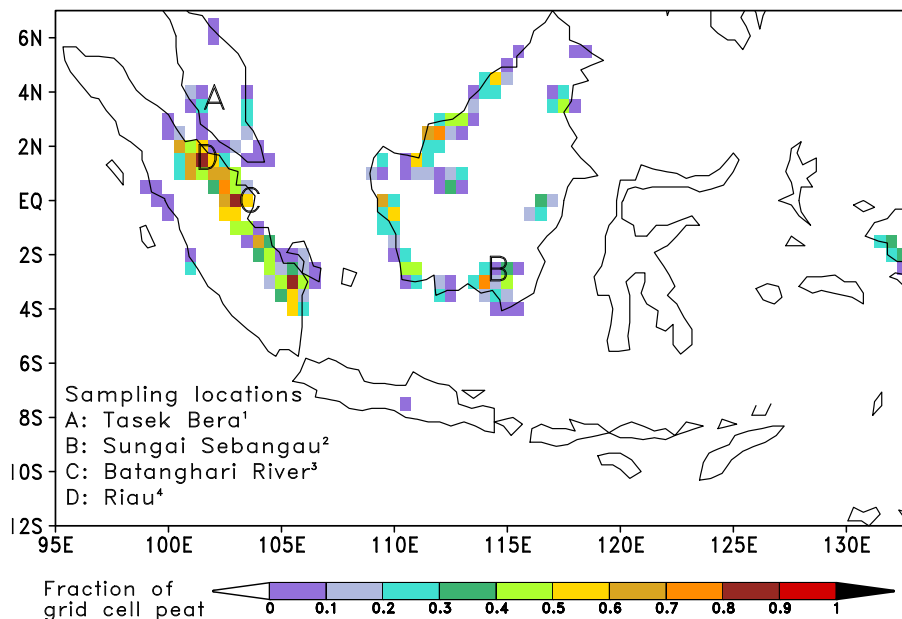 6N
4N
A
2N
D
EQ
C
2S
B
4S
6S
Sampling locations
8S
A: Tasek Bera¹
B: Sungai Sebangau²
10S
C: Batanghari River³
D: Riau⁴
12S
95E 100E 105E 110E 115E 120E 125E 130E
Fraction of
grid cell peat
0 0.1 0.2 0.3 0.4 0.5 0.6 0.7 0.8 0.9 1